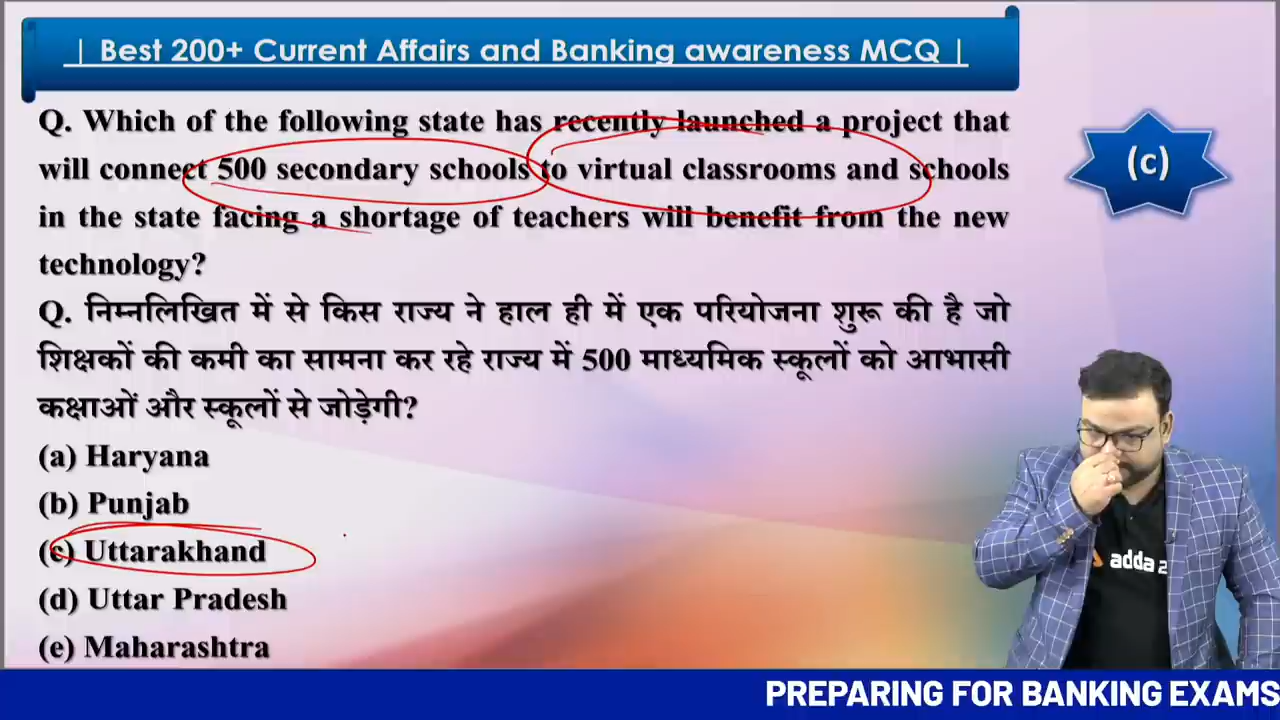 | Best 200+ Current Affairs and Banking awareness MCQ |
Q. Which of the following state has recently launched a project that
will connect 500 secondary schools to virtual classrooms and schools
in the state facing a shortage of teachers will benefit from the new
technology?
Q. निम्नलिखित में से किस राज्य ने हाल ही में एक परियोजना शुरू की है जो
शिक्षकों की कमी का सामना कर रहे राज्य में 500 माध्यमिक स्कूलों को आभासी
कक्षाओं और स्कूलों से जोड़ेगी?
(a) Haryana
(b) Punjab
(c) Uttarakhand
(d) Uttar Pradesh
(e) Maharashtra
(c)
adda 2
PREPARING FOR BANKING EXAMS